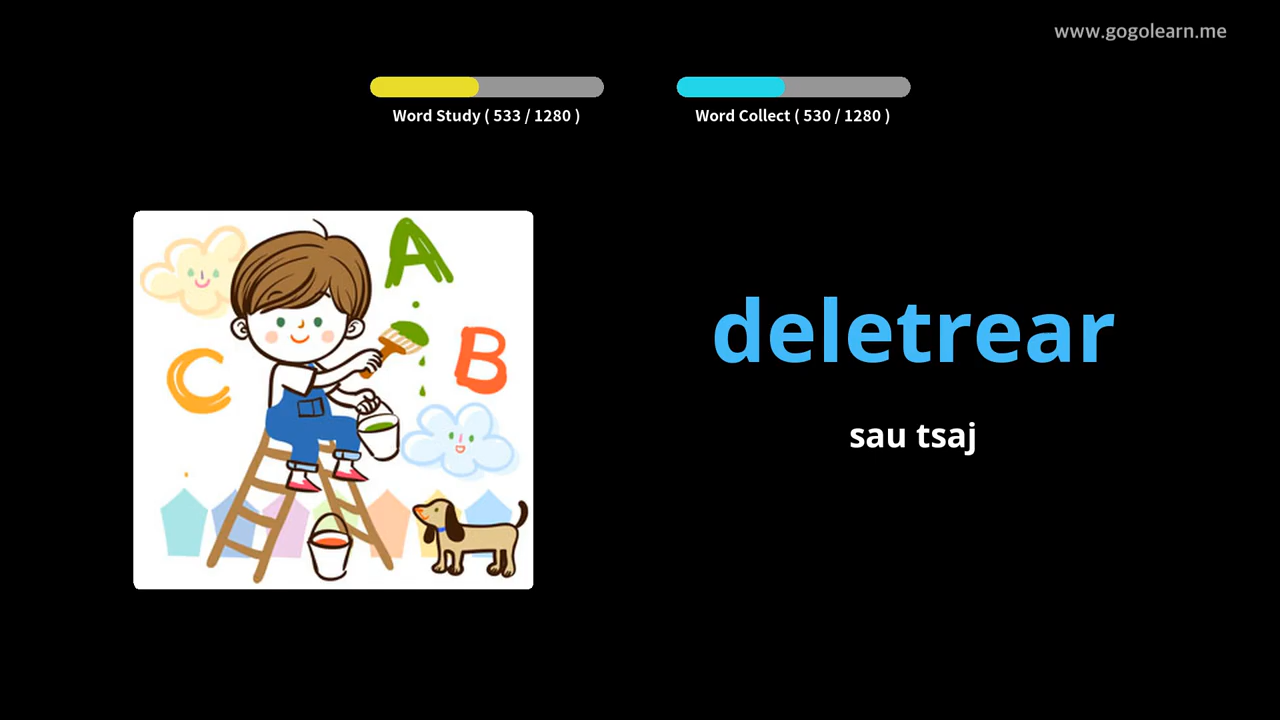 www.gogolearn.me
Word Study ( 533 / 1280 )
Word Collect ( 530 / 1280 )
A
B
C
deletrear
sau tsaj